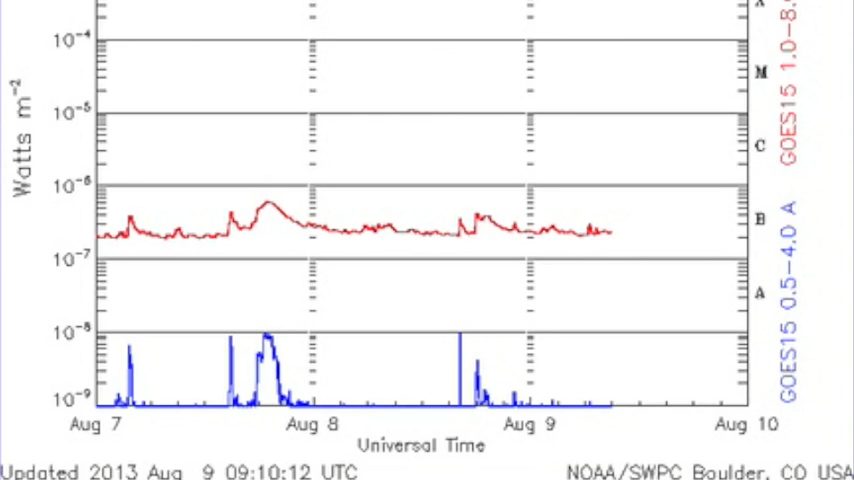 X
10⁻⁴
M
10⁻⁵
C
10⁻⁶
B
10⁻⁷
A
10⁻⁸
10⁻⁹
Watts m⁻²
GOES15 1.0−8.
GOES15 0.5−4.0 A
Aug 7 Aug 8 Aug 9 Aug 10
Universal Time
Updated 2013 Aug 9 09:10:12 UTC NOAA/SWPC Boulder, CO USA